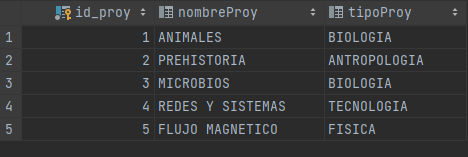 id_proy nombreProy tipoProy
1 1 ANIMALES BIOLOGIA
2 2 PREHISTORIA ANTROPOLOGIA
3 3 MICROBIOS BIOLOGIA
4 4 REDES Y SISTEMAS TECNOLOGIA
5 5 FLUJO MAGNETICO FISICA